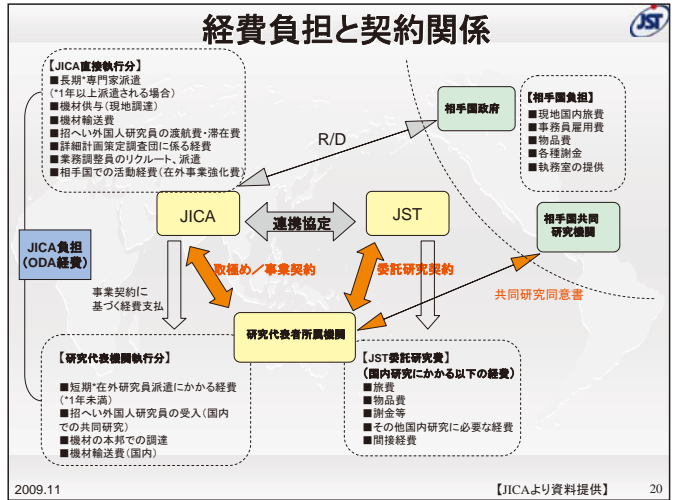 経費負担と契約関係
JST
【JICA直接執行分】
■長期*専門家派遣
(*1年以上派遣される場合)
■機材供与(現地調達)
■機材輸送費
■招へい外国人研究員の渡航費・滞在費
■詳細計画策定調査団に係る経費
■業務調整員のリクルート、派遣
■相手国での活動経費(在外事業強化費)
相手国政府
【相手国負担】
■現地国内旅費
■事務員雇用費
■物品費
■各種謝金
■執務室の提供
R/D
JICA
連携協定
JST
相手国共同
研究機関
JICA負担
(ODA経費)
取極め/事業契約
委託研究契約
事業契約に
基づく経費支払
共同研究同意書
研究代表者所属機関
【研究代表機関執行分】
■短期*在外研究員派遣にかかる経費
(*1年未満)
■招へい外国人研究員の受入(国内
での共同研究)
■機材の本邦での調達
■機材輸送費(国内)
【JST委託研究費】
(国内研究にかかる以下の経費)
■旅費
■物品費
■謝金等
■その他国内研究に必要な経費
■間接経費
2009.11
【JICAより資料提供】
20